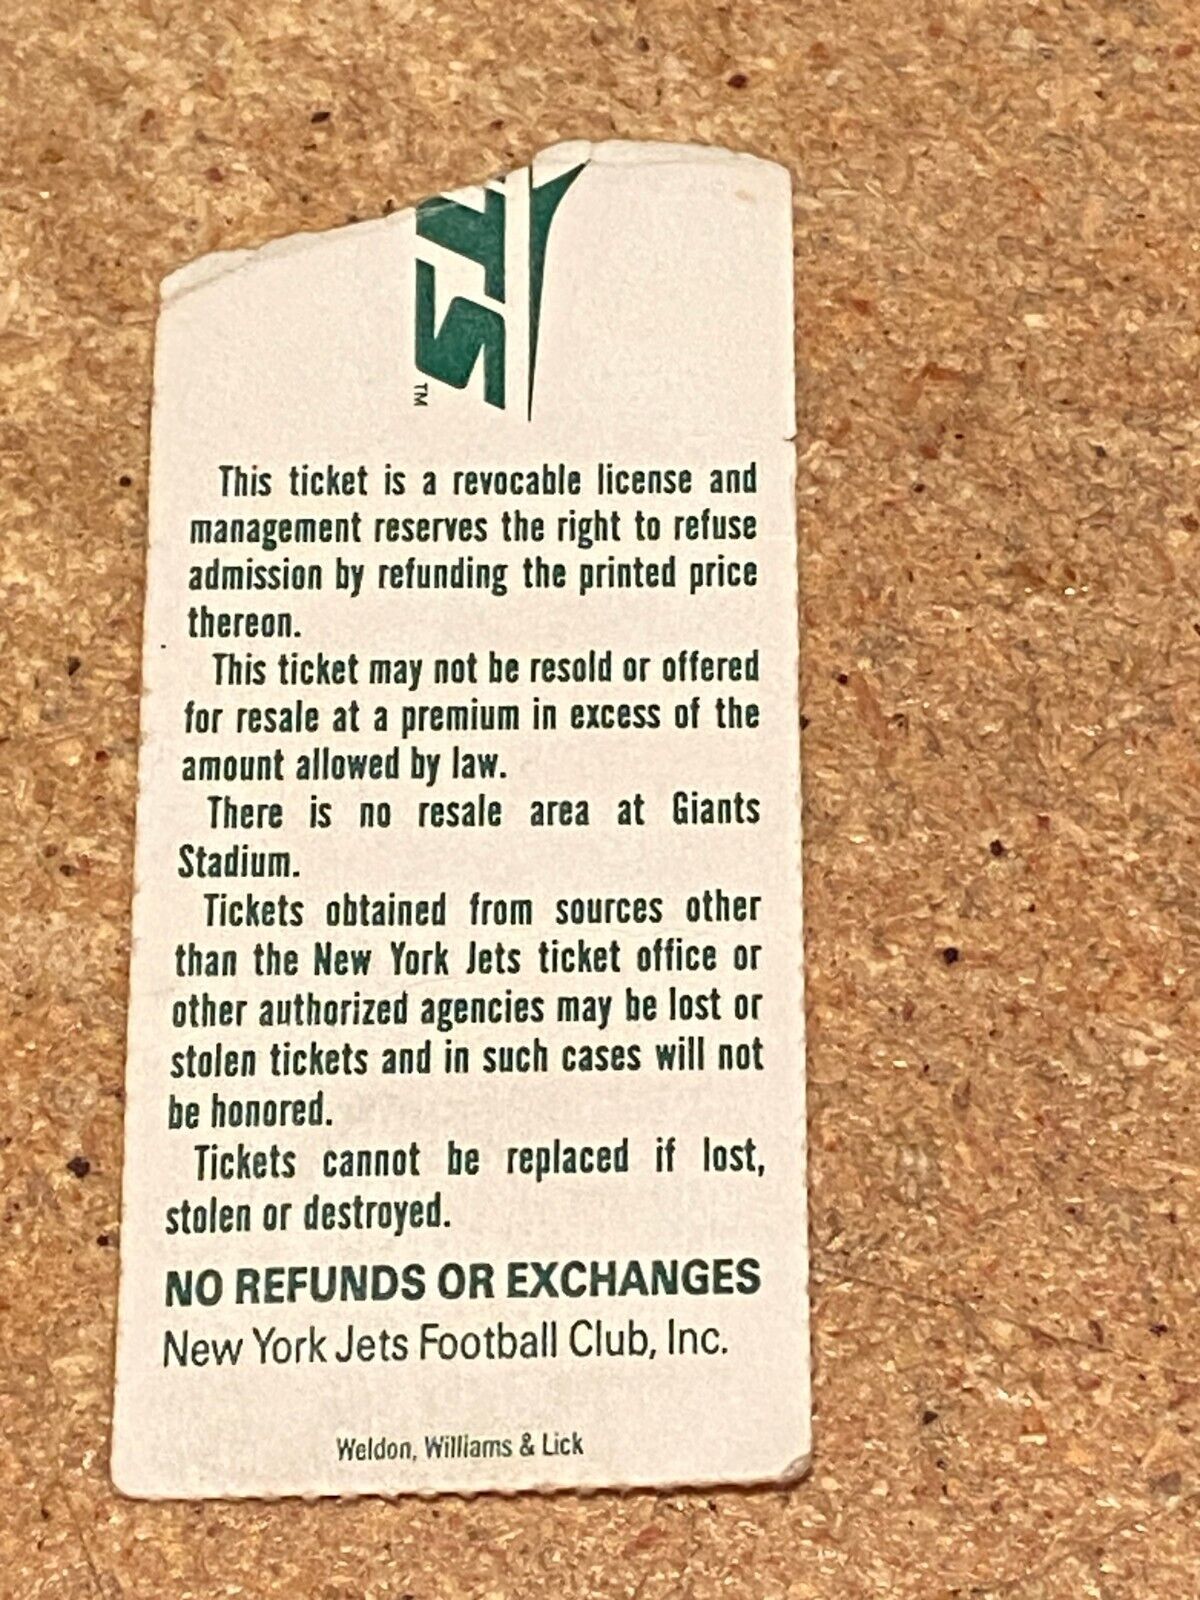 TS
TM
This ticket is a revocable license and
management reserves the right to refuse
admission by refunding the printed price
thereon.
This ticket may not be resold or offered
for resale at a premium in excess of the
amount allowed by law.
There is no resale area at Giants
Stadium.
Tickets obtained from sources other
than the New York Jets ticket office or
other authorized agencies may be lost or
stolen tickets and in such cases will not
be honored.
Tickets cannot be replaced if lost,
stolen or destroyed.
NO REFUNDS OR EXCHANGES
New York Jets Football Club, Inc.
Weldon, Williams & Lick